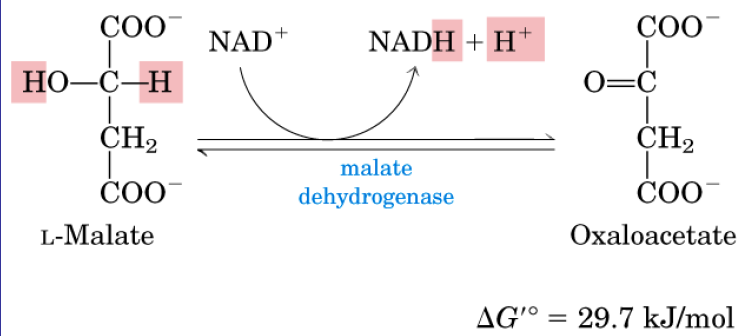 COO⁻
HO—C—H
CH₂
COO⁻
L-Malate
NAD⁺
NADH + H⁺
malate
dehydrogenase
COO⁻
O=C
CH₂
COO⁻
Oxaloacetate
ΔG′° = 29.7 kJ/mol